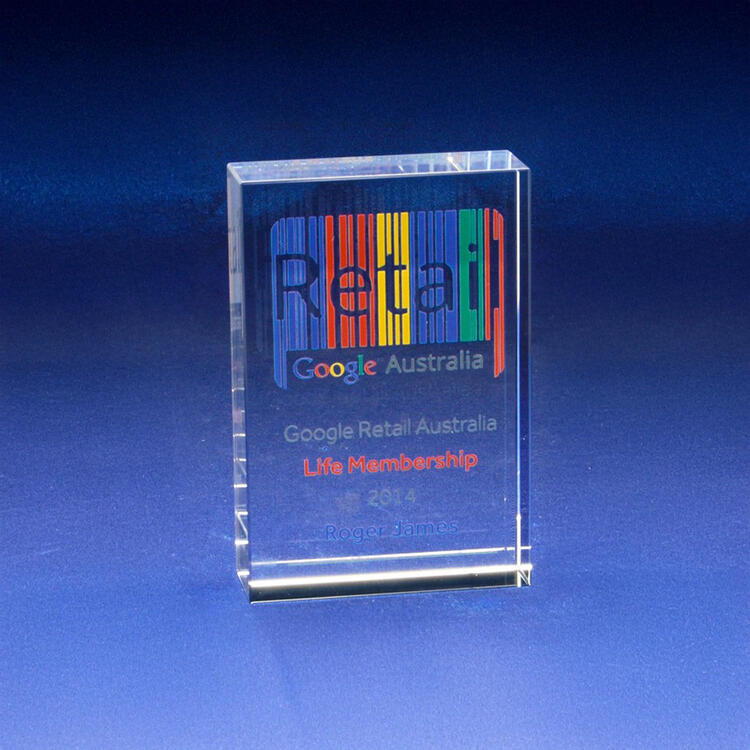 Retail
Google Australia
Google Retail Australia
Life Membership
2014
Roger James